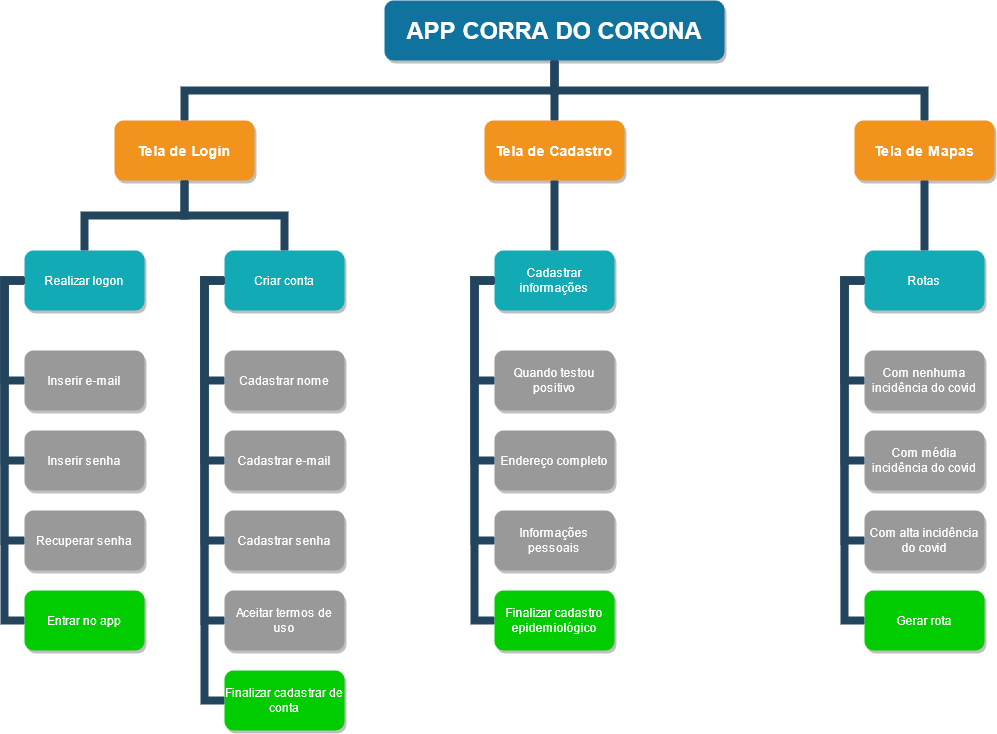 APP CORRA DO CORONA
Tela de Login
Tela de Cadastro
Tela de Mapas
Realizar logon
Inserir e-mail
Inserir senha
Recuperar senha
Entrar no app
Criar conta
Cadastrar nome
Cadastrar e-mail
Cadastrar senha
Aceitar termos de
uso
Finalizar cadastrar de
conta
Cadastrar
informações
Quando testou
positivo
Endereço completo
Informações
pessoais
Finalizar cadastro
epidemiológico
Rotas
Com nenhuma
incidência do covid
Com média
incidência do covid
Com alta incidência
do covid
Gerar rota